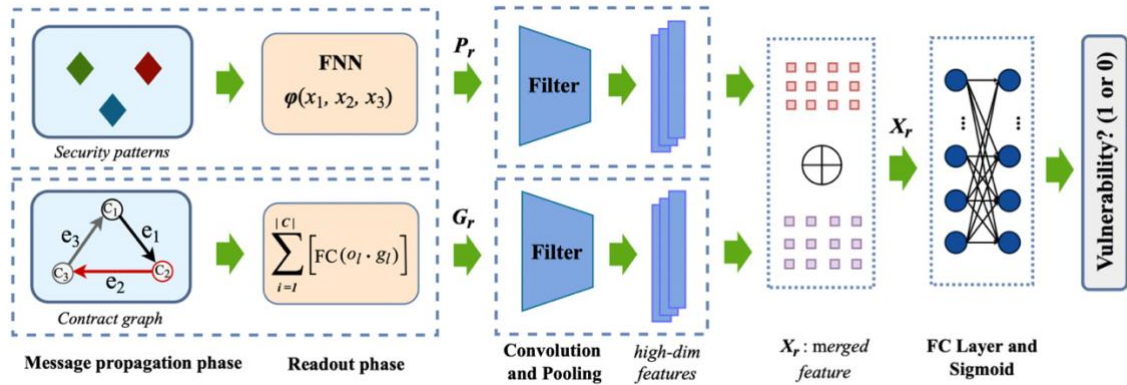 FNN
φ(x₁, x₂, x₃)
Security patterns
Pᵣ
Filter
C₁
e₃
e₁
C₃
C₂
e₂
Contract graph
|C|
∑ [FC(oₗ · gₗ)]
i=1
Gᵣ
Filter
Xᵣ
...
...
Vulnerability? (1 or 0)
Message propagation phase
Readout phase
Convolution
and Pooling
high-dim
features
Xᵣ : merged
feature
FC Layer and
Sigmoid